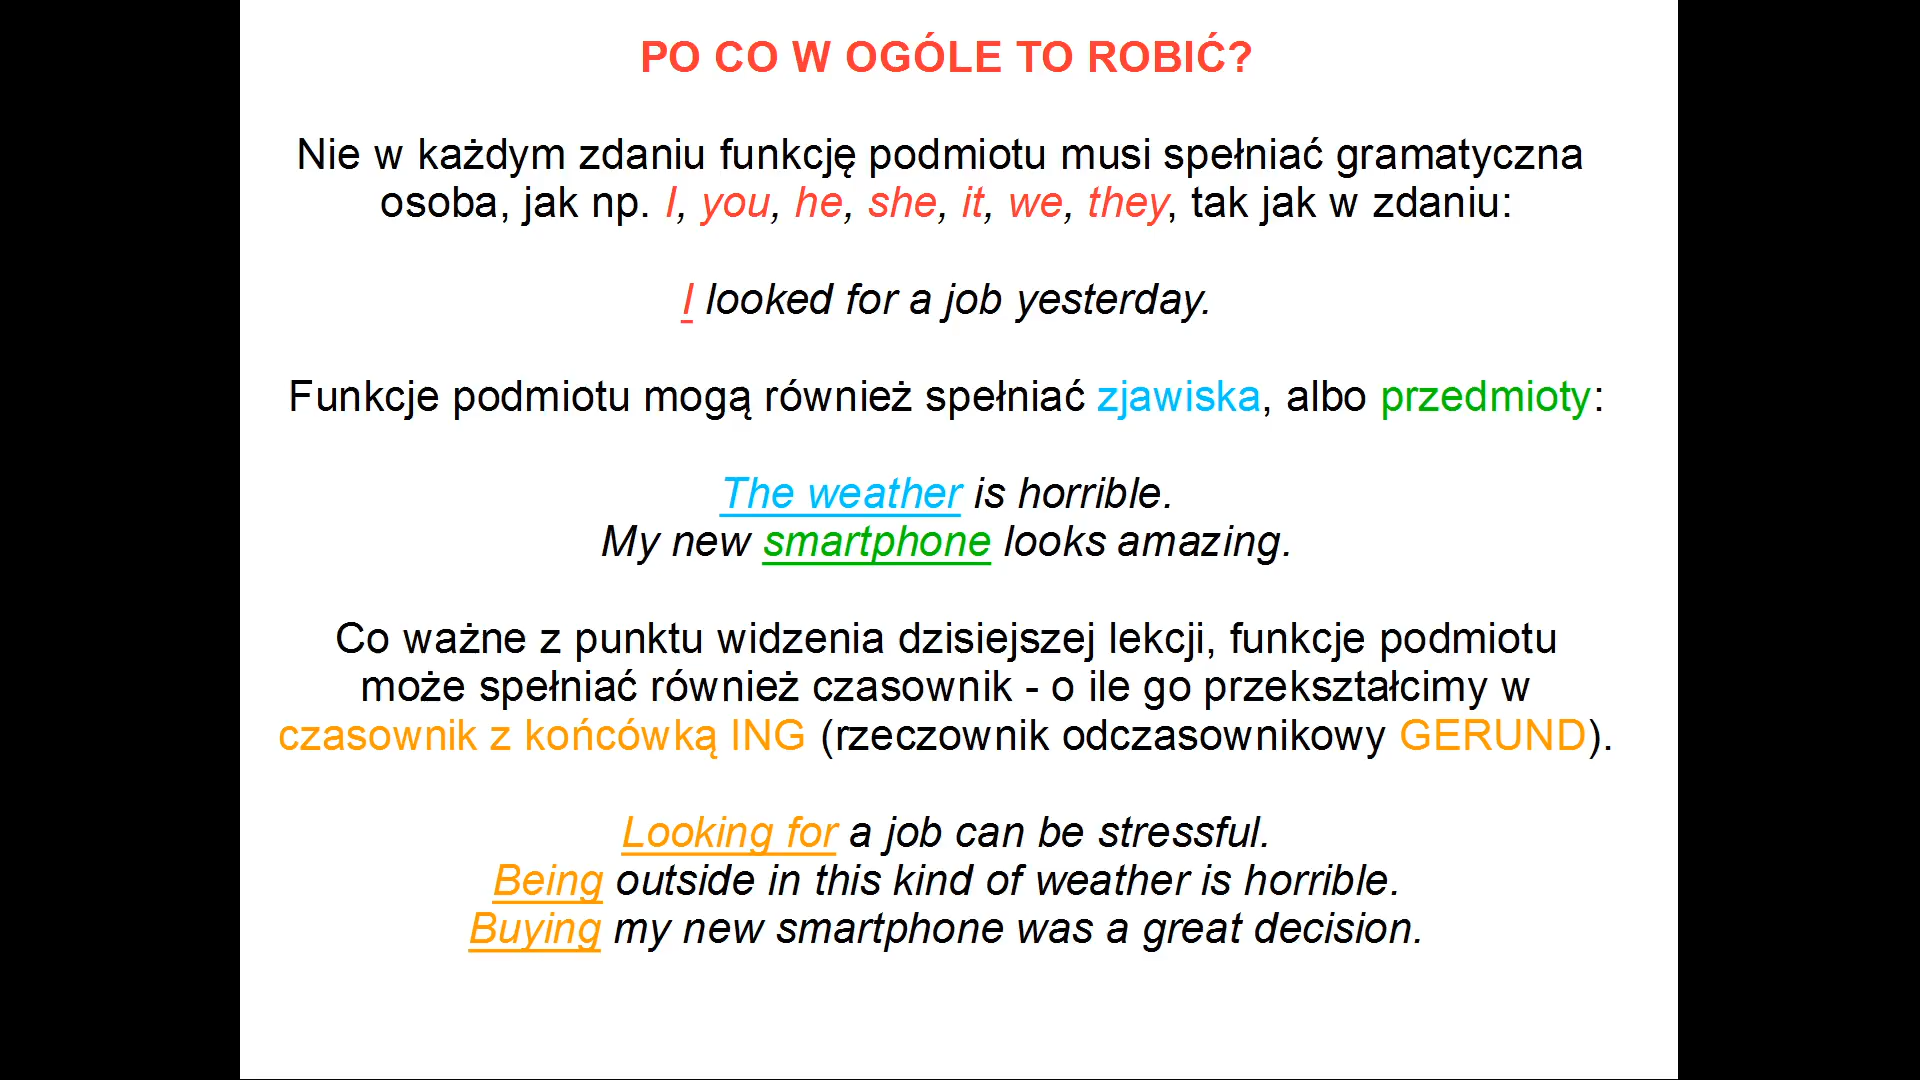 PO CO W OGÓLE TO ROBIĆ?
Nie w każdym zdaniu funkcję podmiotu musi spełniać gramatyczna
osoba, jak np. I, you, he, she, it, we, they, tak jak w zdaniu:
I looked for a job yesterday.
Funkcje podmiotu mogą również spełniać zjawiska, albo przedmioty:
The weather is horrible.
My new smartphone looks amazing.
Co ważne z punktu widzenia dzisiejszej lekcji, funkcje podmiotu
może spełniać również czasownik - o ile go przekształcimy w
czasownik z końcówką ING (rzeczownik odczasownikowy GERUND).
Looking for a job can be stressful.
Being outside in this kind of weather is horrible.
Buying my new smartphone was a great decision.